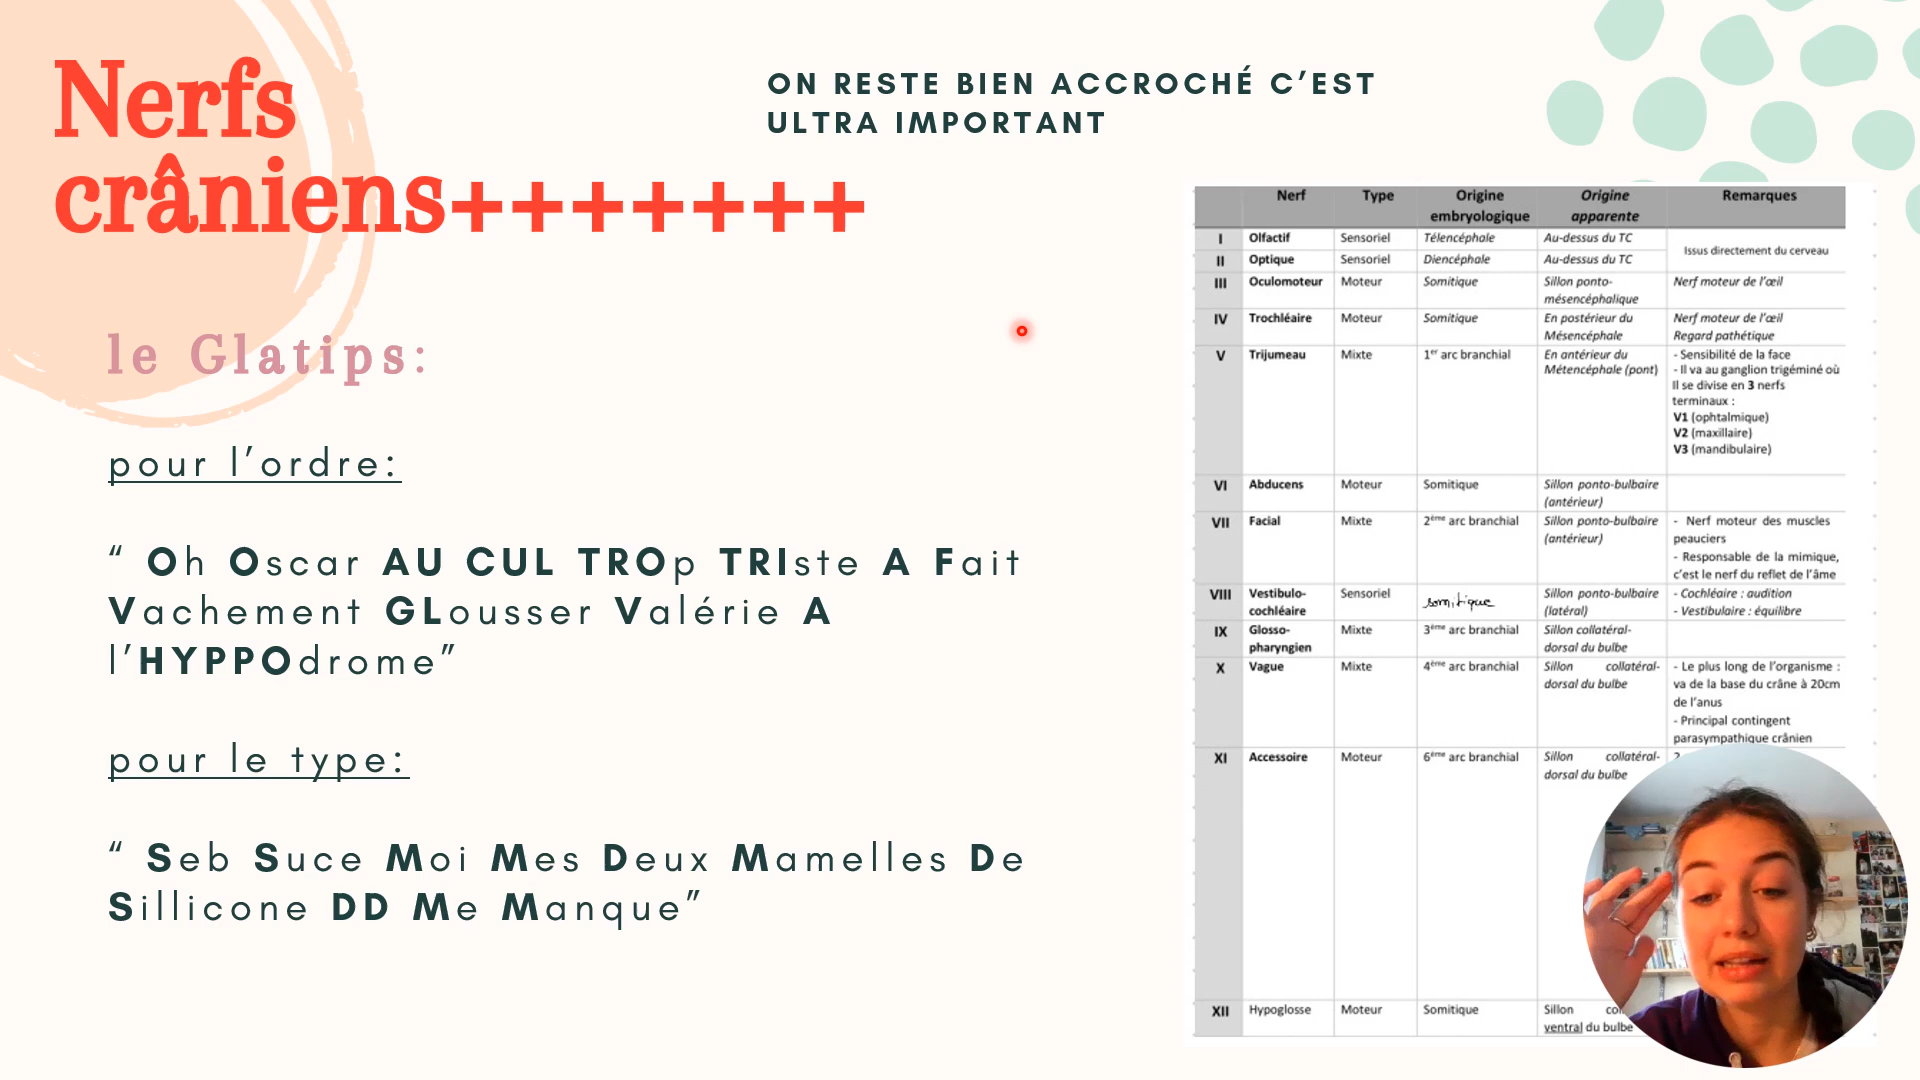 Nerfs
crâniens+++++++
ON RESTE BIEN ACCROCHÉ C’EST
ULTRA IMPORTANT
le Glatips:
pour l’ordre:
“ Oh Oscar AU CUL TROp TRIste A Fait
Vachement GLousser Valérie A
l’HYPPOdrome”
pour le type:
“ Seb Suce Moi Mes Deux Mamelles De
Sillicone DD Me Manque”
Nerf Type Origine embryologique Origine apparente Remarques
I Olfactif Sensoriel Télencéphale Au-dessus du TC Issus directement du cerveau
II Optique Sensoriel Diencéphale Au-dessus du TC
III Oculomoteur Moteur Somitique Sillon ponto- Nerf moteur de l’œil
mésencéphalique
IV Trochléaire Moteur Somitique En postérieur du Nerf moteur de l’œil
Mésencéphale Regard pathétique
V Trijumeau Mixte 1er arc branchial En antérieur du - Sensibilité de la face
Métencéphale (pont) - Il va au ganglion trigéminé où
Il se divise en 3 nerfs
terminaux :
V1 (ophtalmique)
V2 (maxillaire)
V3 (mandibulaire)
VI Abducens Moteur Somitique Sillon ponto-bulbaire
(antérieur)
VII Facial Mixte 2ème arc branchial Sillon ponto-bulbaire - Nerf moteur des muscles
(antérieur) peauciers
- Responsable de la mimique,
c’est le nerf du reflet de l’âme
VIII Vestibulo- Sensoriel somitique Sillon ponto-bulbaire - Cochléaire : audition
cochléaire (latéral) - Vestibulaire : équilibre
IX Glosso- Mixte 3ème arc branchial Sillon collatéral-
pharyngien dorsal du bulbe
X Vague Mixte 4ème arc branchial Sillon collatéral- - Le plus long de l’organisme :
dorsal du bulbe va de la base du crâne à 20cm
de l’anus
- Principal contingent
parasympathique crânien
XI Accessoire Moteur 6ème arc branchial Sillon collatéral-
dorsal du bulbe
XII Hypoglosse Moteur Somitique Sillon
ventral du bulbe